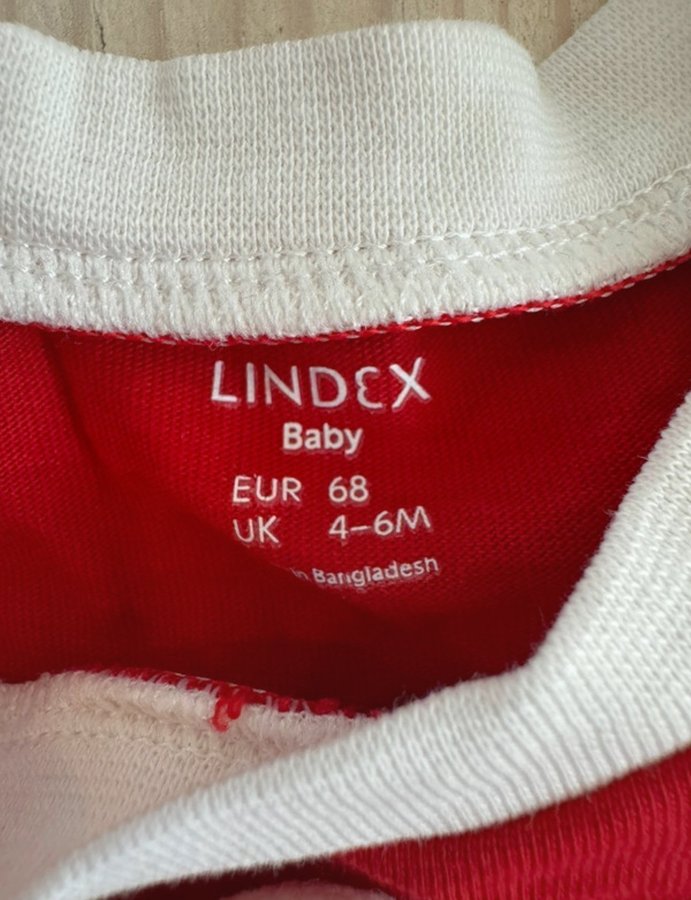 LINDEX
Baby
EUR 68
UK 4–6M
in Bangladesh